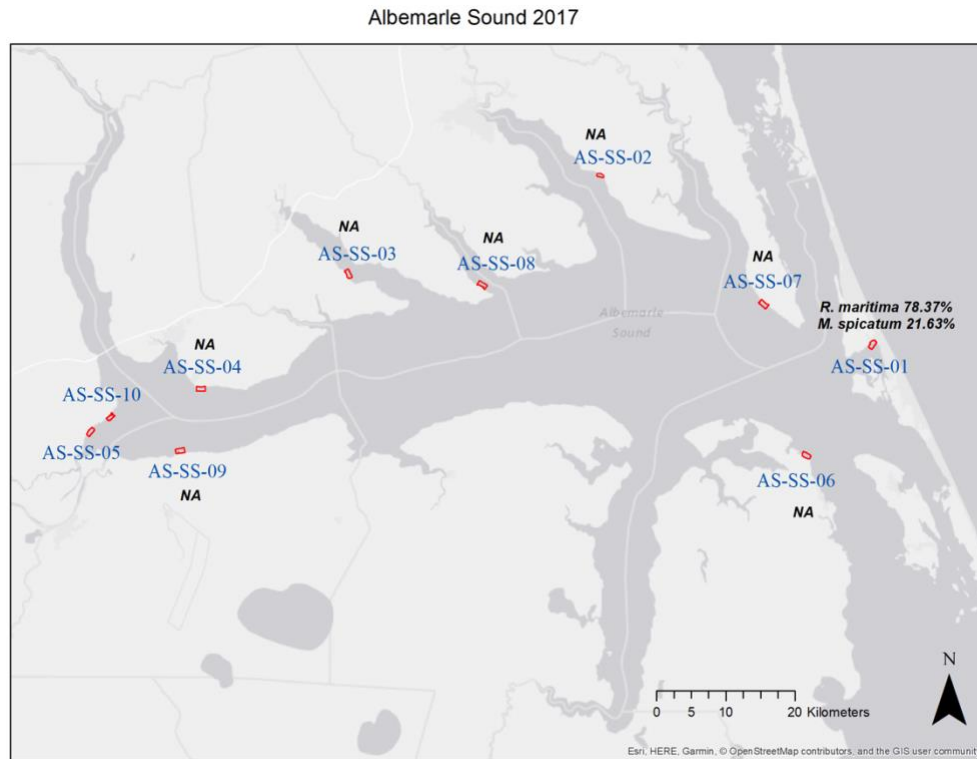 Albemarle Sound 2017
NA
AS-SS-02
NA
AS-SS-03
NA
AS-SS-08
NA
AS-SS-07
Albemarle
Sound
R. maritima 78.37%
M. spicatum 21.63%
AS-SS-01
NA
AS-SS-04
AS-SS-10
AS-SS-05
AS-SS-09
NA
AS-SS-06
NA
N
0 5 10 20 Kilometers
Esri, HERE, Garmin, © OpenStreetMap contributors, and the GIS user communit